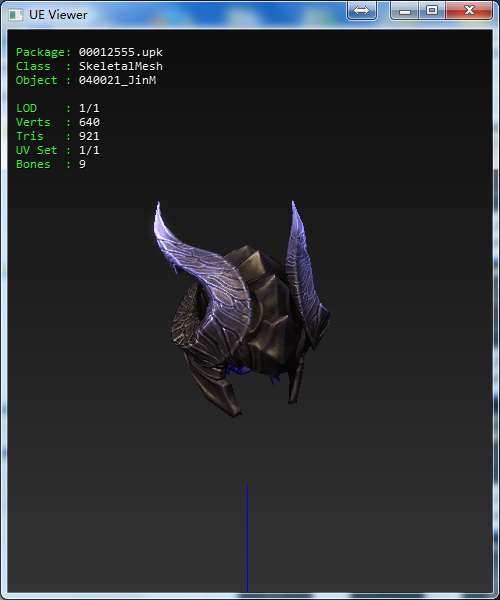 UE Viewer
Package: 00012555.upk
Class : SkeletalMesh
Object : 040021_JinM
LOD : 1/1
Verts : 640
Tris : 921
UV Set : 1/1
Bones : 9